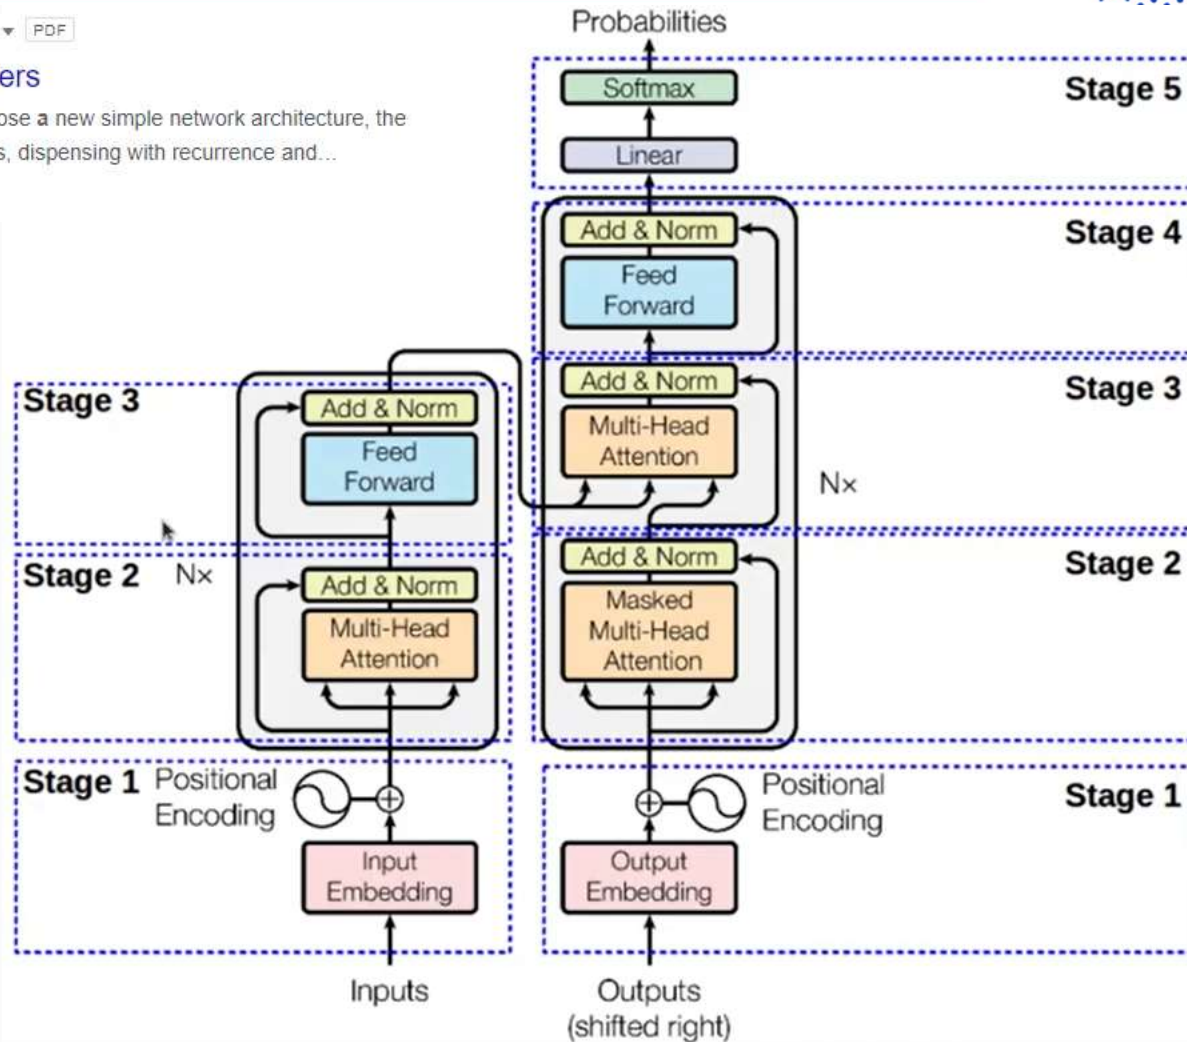 PDF
ers
ose a new simple network architecture, the
s, dispensing with recurrence and...
Probabilities
Stage 5
Softmax
Linear
Stage 4
Add & Norm
Feed
Forward
Stage 3
Add & Norm
Multi-Head
Attention
Nx
Stage 2
Add & Norm
Masked
Multi-Head
Attention
Stage 1
Positional
Encoding
Output
Embedding
Outputs
(shifted right)
Stage 3
Add & Norm
Feed
Forward
Stage 2
Nx
Add & Norm
Multi-Head
Attention
Stage 1
Positional
Encoding
Input
Embedding
Inputs